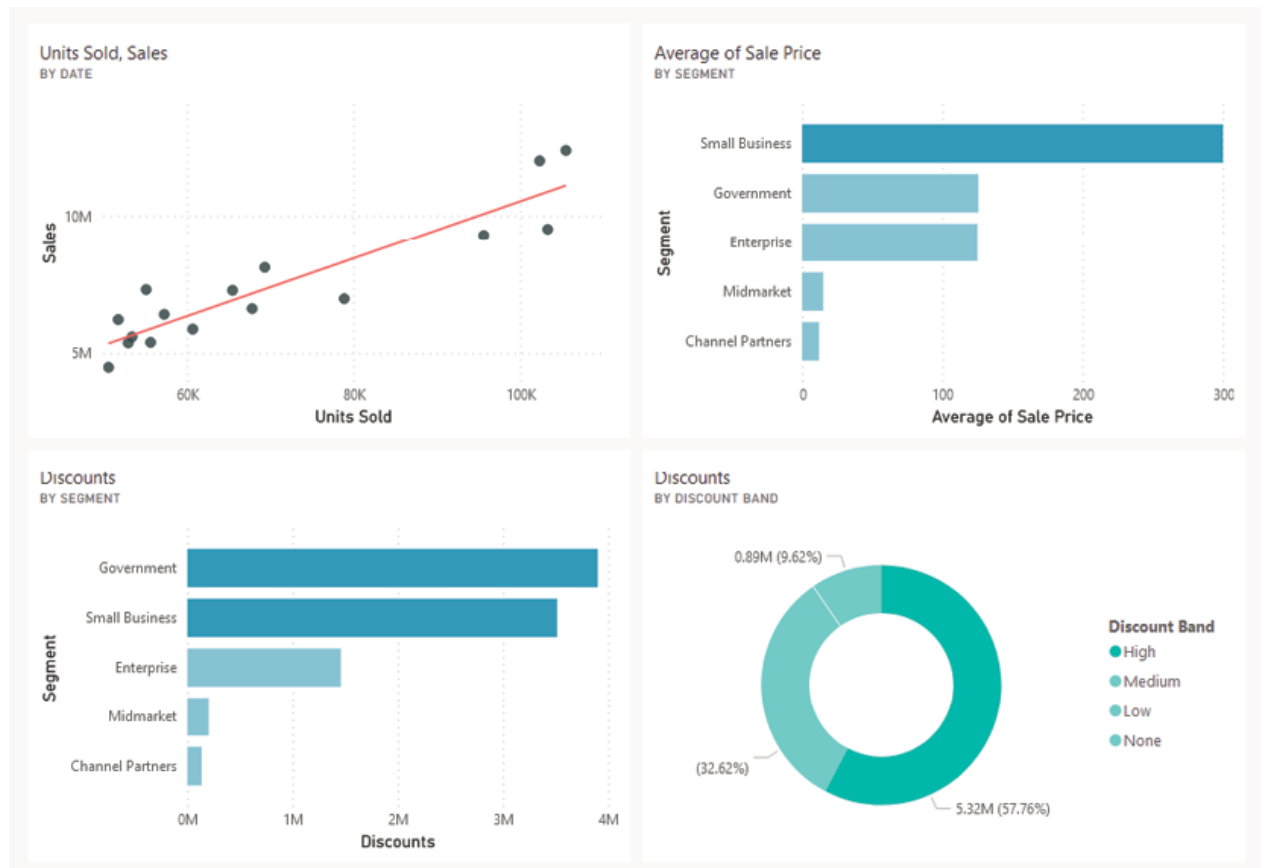 Units Sold, Sales
BY DATE
Sales
10M
5M
60K 80K 100K
Units Sold
Average of Sale Price
BY SEGMENT
Segment
Small Business
Government
Enterprise
Midmarket
Channel Partners
0 100 200 300
Average of Sale Price
Discounts
BY SEGMENT
Segment
Government
Small Business
Enterprise
Midmarket
Channel Partners
0M 1M 2M 3M 4M
Discounts
Discounts
BY DISCOUNT BAND
0.89M (9.62%)
(32.62%)
5.32M (57.76%)
Discount Band
High
Medium
Low
None